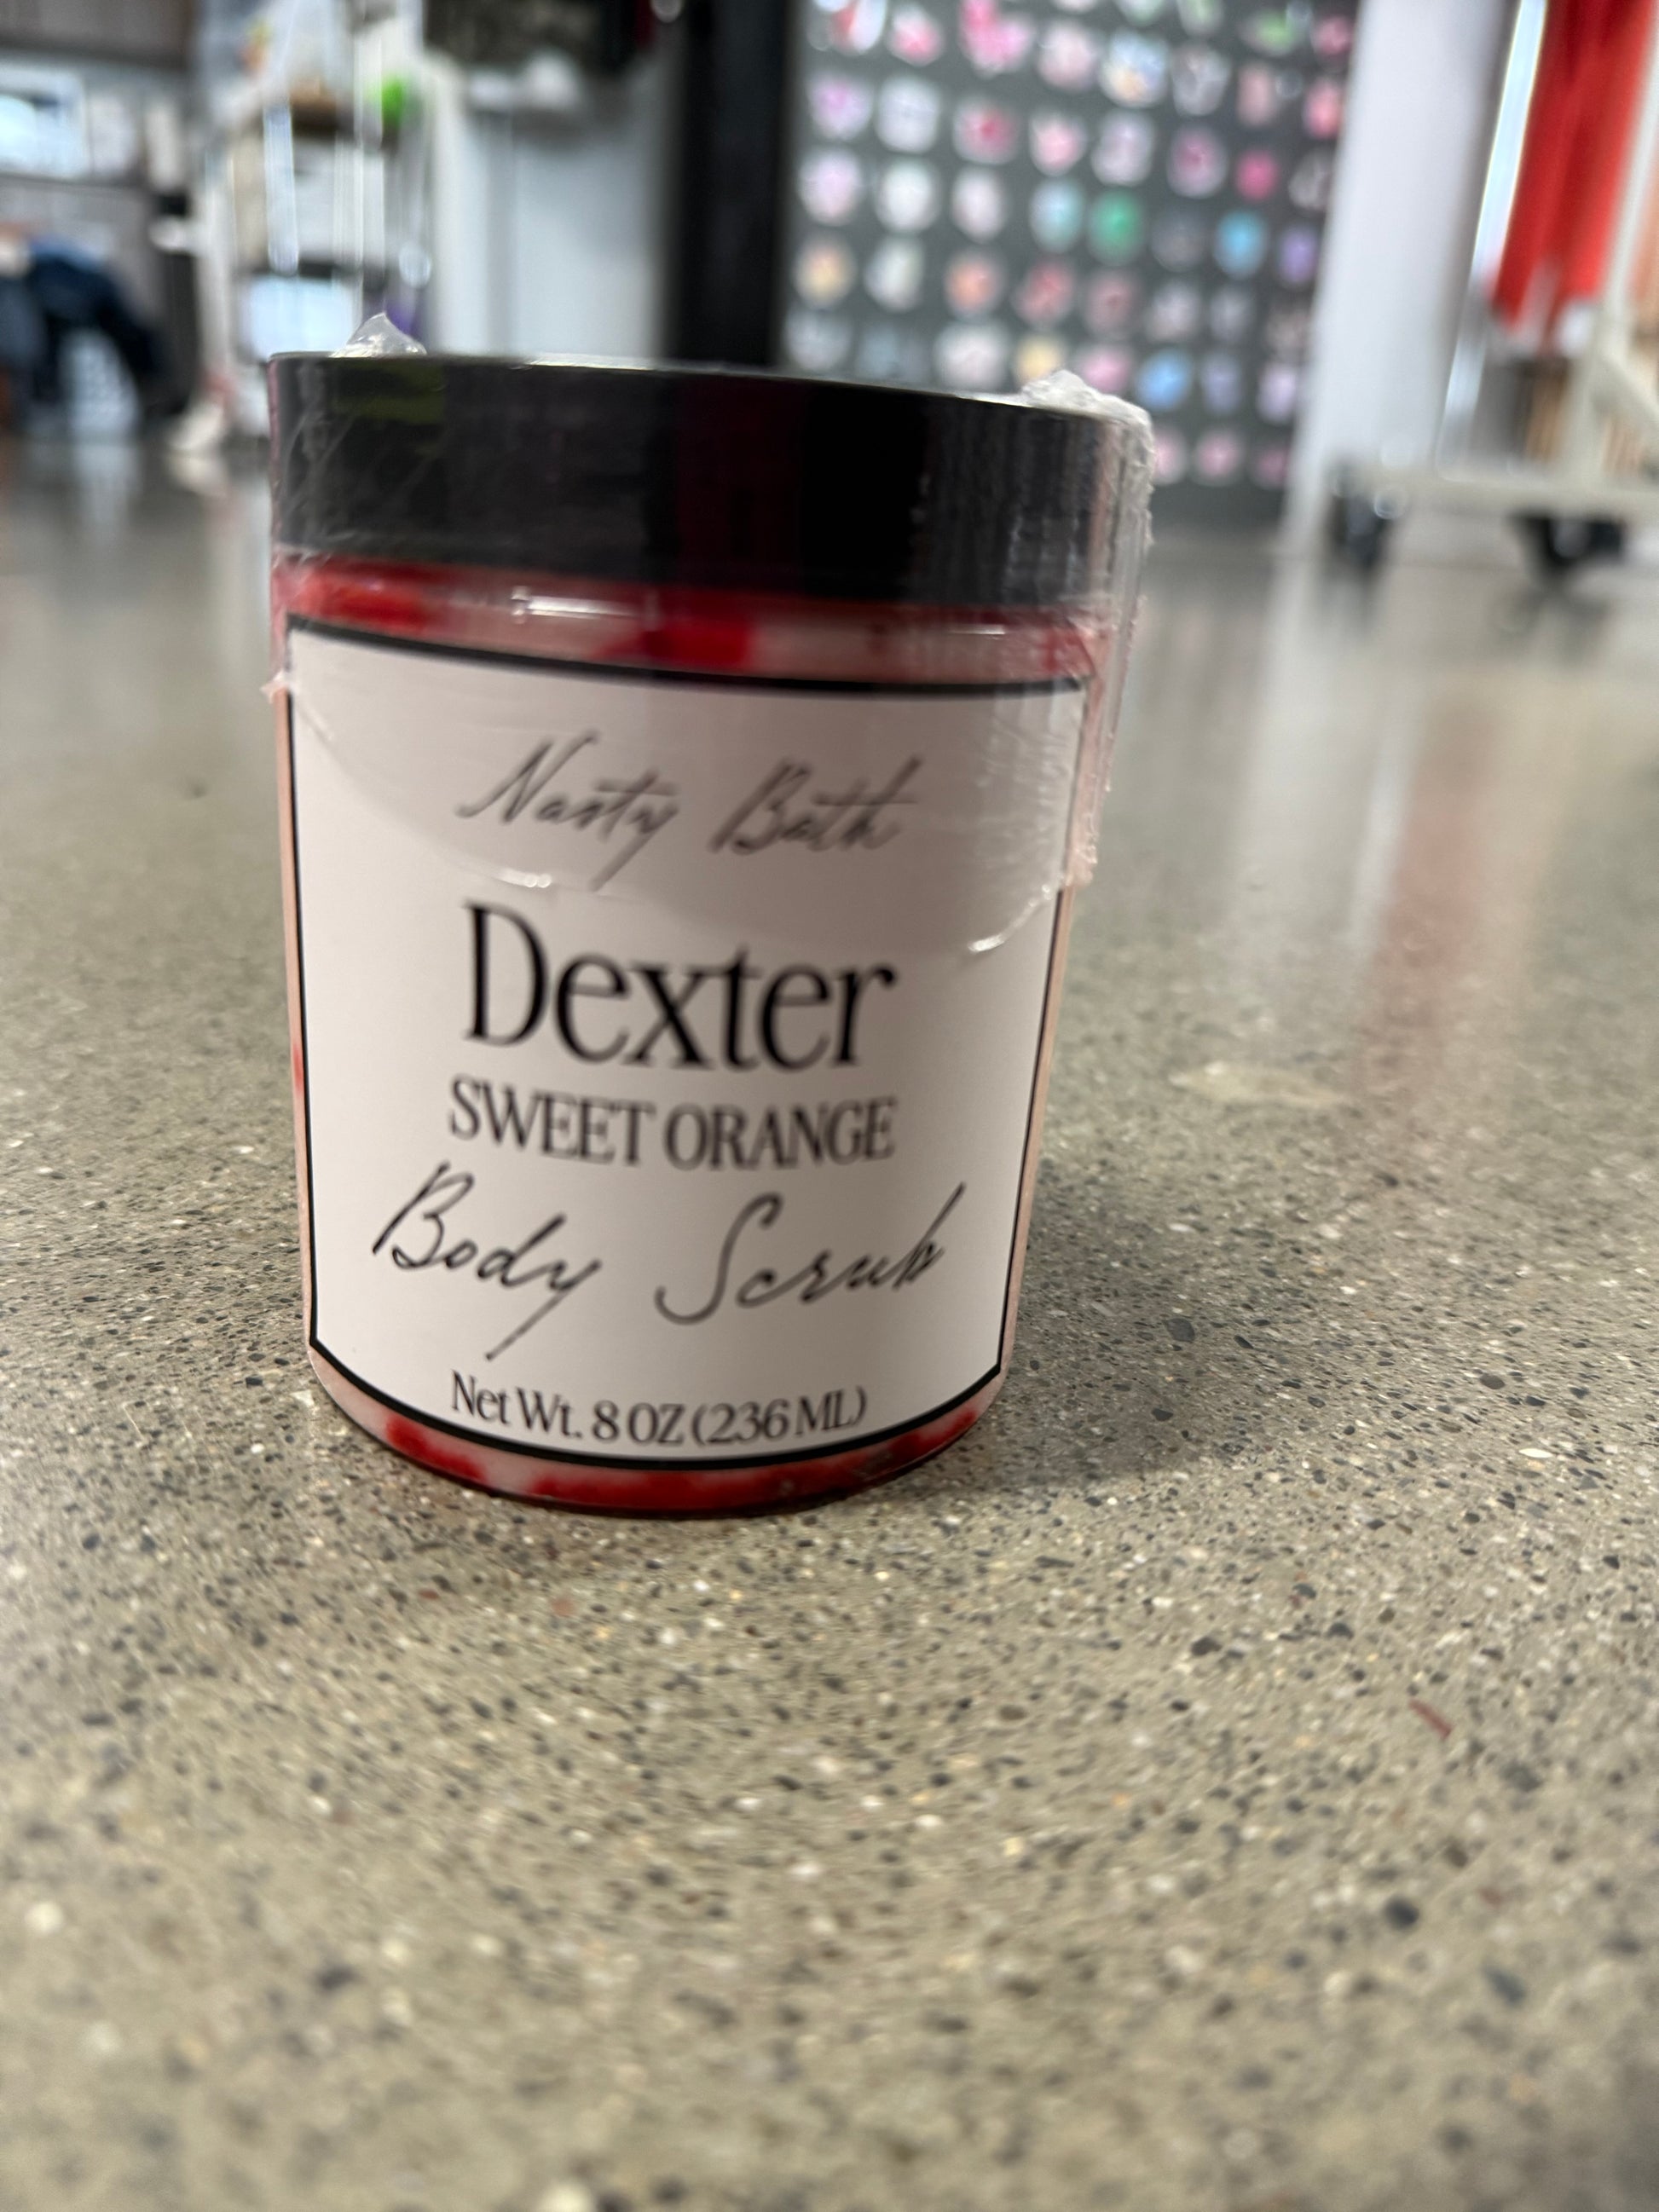 Nasty Bath
Dexter
SWEET ORANGE
Body Scrub
Net Wt. 8 OZ (236 ML)